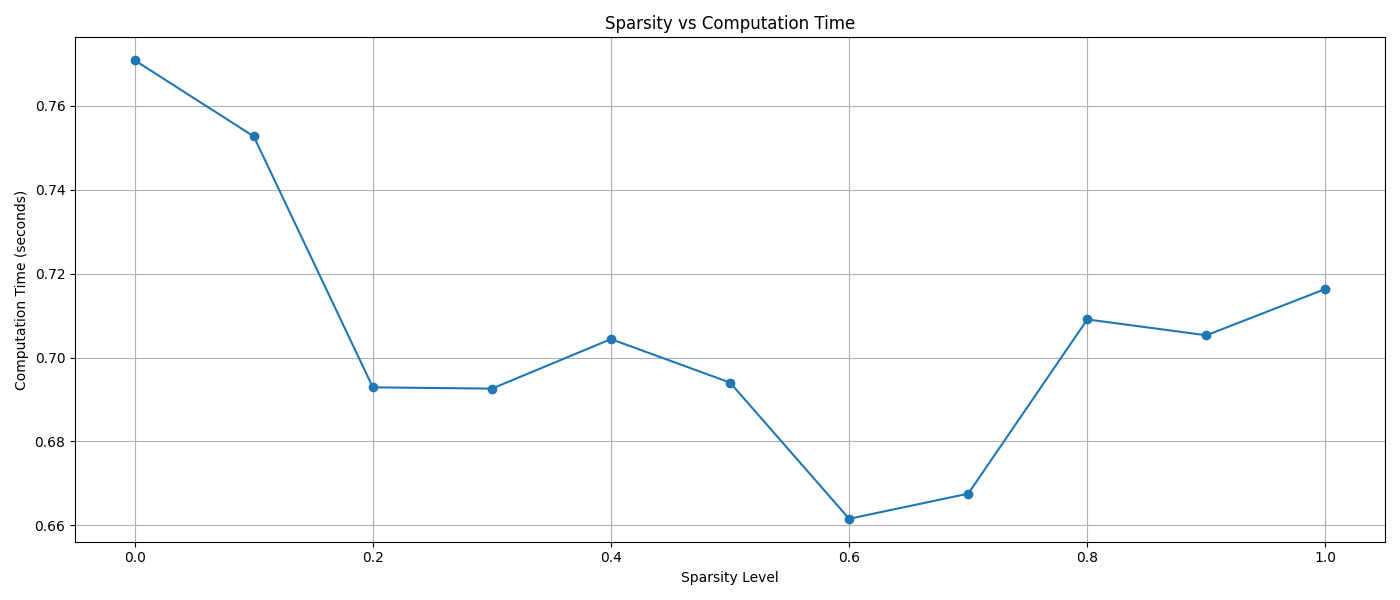 Sparsity vs Computation Time
Computation Time (seconds)
0.76
0.74
0.72
0.70
0.68
0.66
0.0 0.2 0.4 0.6 0.8 1.0
Sparsity Level